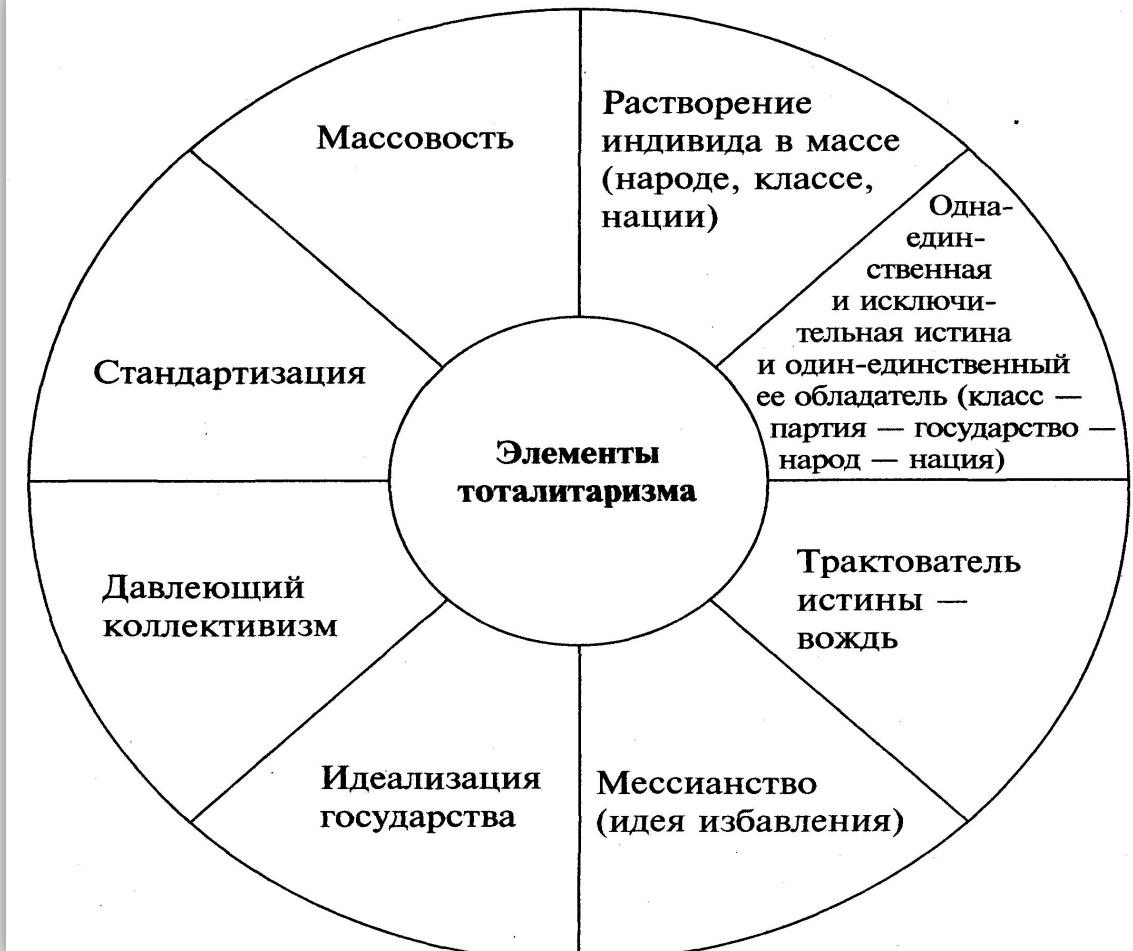 Массовость
Растворение
индивида в массе
(народе, классе,
нации)
Одна-
един-
ственная
и исключи-
тельная истина
и один-единственный
ее обладатель (класс —
партия — государство —
народ — нация)
Трактователь
истины —
вождь
Мессианство
(идея избавления)
Идеализация
государства
Давлеющий
коллективизм
Стандартизация
Элементы
тоталитаризма